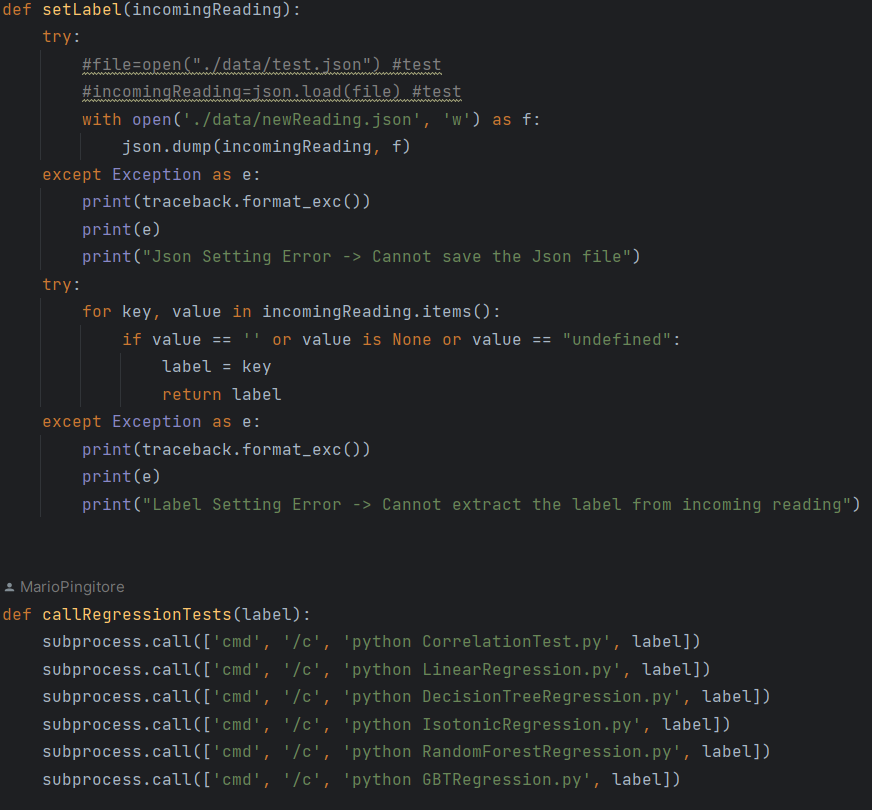 def setLabel(incomingReading):
    try:
        #file=open("./data/test.json") #test
        #incomingReading=json.load(file) #test
        with open('./data/newReading.json', 'w') as f:
            json.dump(incomingReading, f)
    except Exception as e:
        print(traceback.format_exc())
        print(e)
        print("Json Setting Error -> Cannot save the Json file")
    try:
        for key, value in incomingReading.items():
            if value == '' or value is None or value == "undefined":
                label = key
                return label
    except Exception as e:
        print(traceback.format_exc())
        print(e)
        print("Label Setting Error -> Cannot extract the label from incoming reading")
MarioPingitore
def callRegressionTests(label):
    subprocess.call(['cmd', '/c', 'python CorrelationTest.py', label])
    subprocess.call(['cmd', '/c', 'python LinearRegression.py', label])
    subprocess.call(['cmd', '/c', 'python DecisionTreeRegression.py', label])
    subprocess.call(['cmd', '/c', 'python IsotonicRegression.py', label])
    subprocess.call(['cmd', '/c', 'python RandomForestRegression.py', label])
    subprocess.call(['cmd', '/c', 'python GBTRegression.py', label])